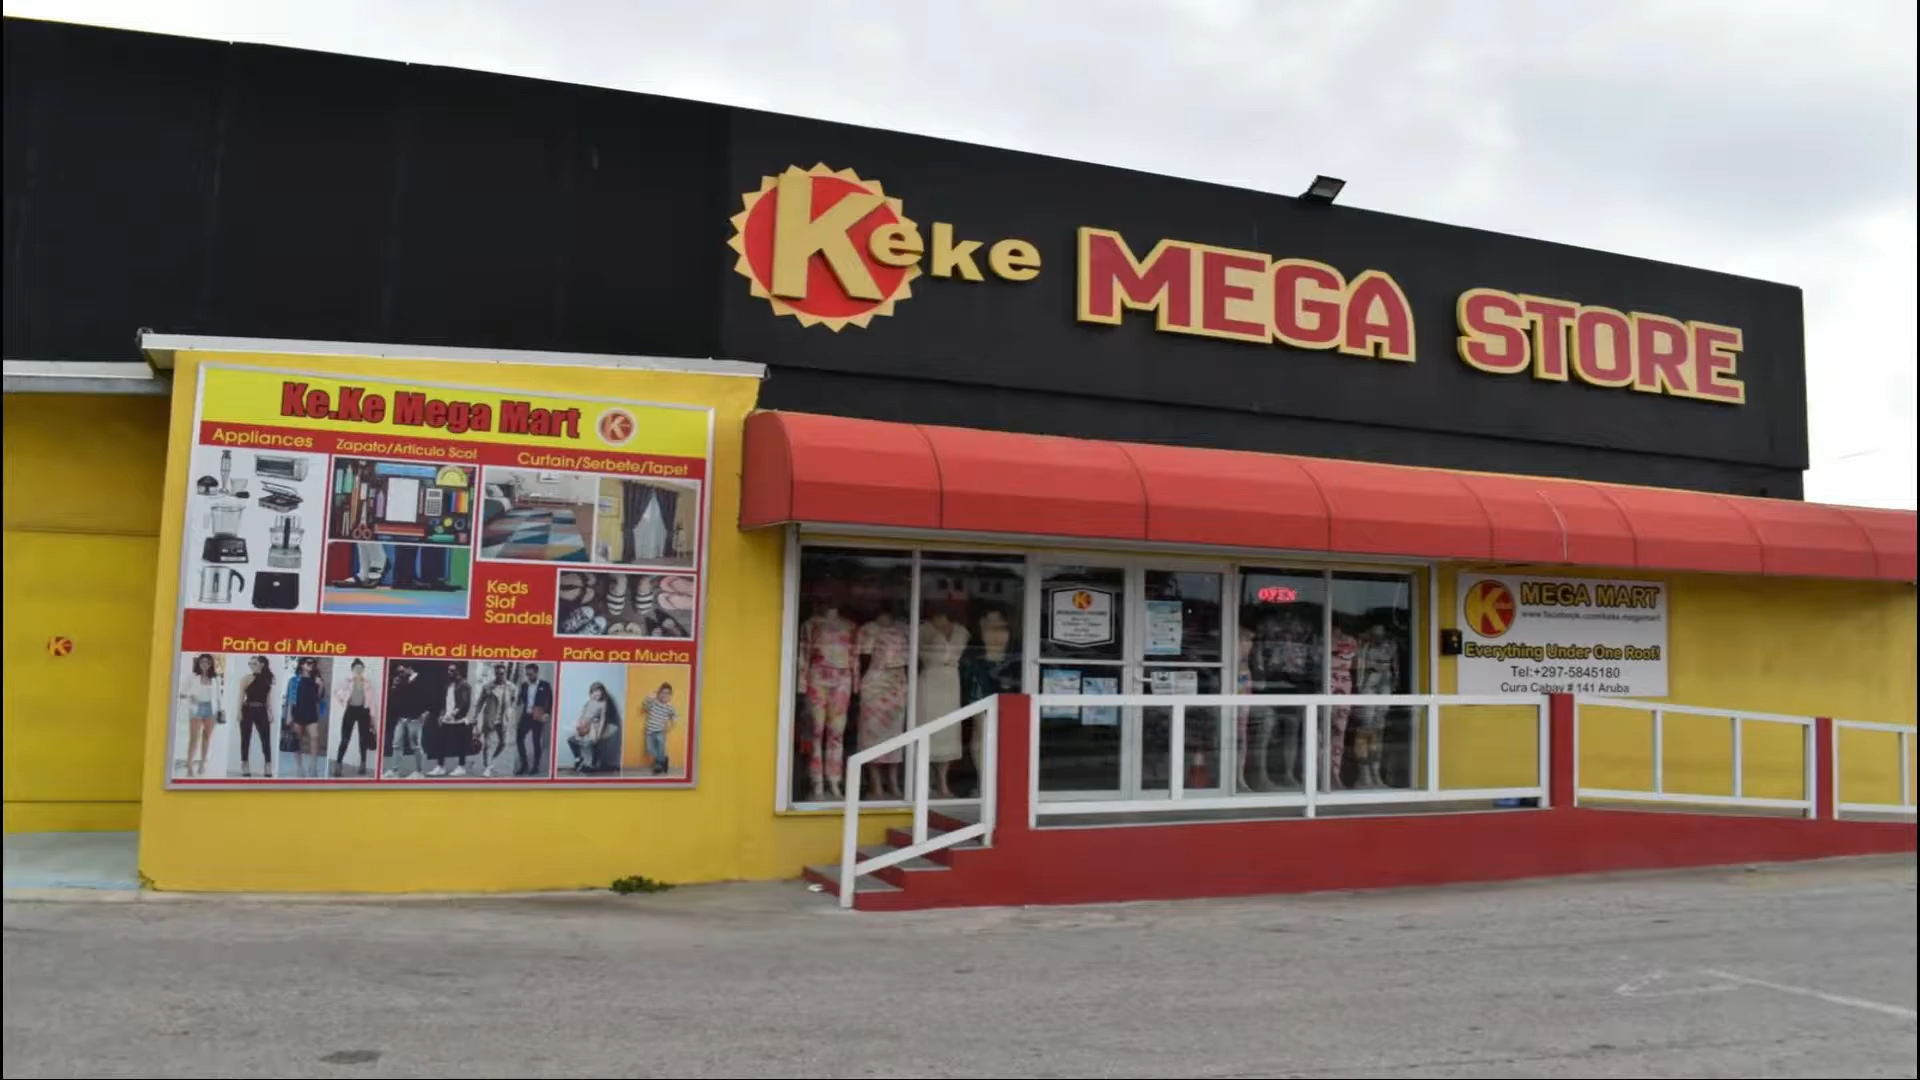 Keke MEGA STORE
Ke.Ke Mega Mart K
Appliances
Zapato/Articulo Scol
Curtain/Serbete/Tapet
Keds
Slof
Sandals
Paña di Muhe
Paña di Homber
Paña pa Mucha
OPEN
K MEGA MART
www.facebook.com/keke.megamart
Everything Under One Roof!
Tel:+297-5845180
Cura Cabay # 141 Aruba
K